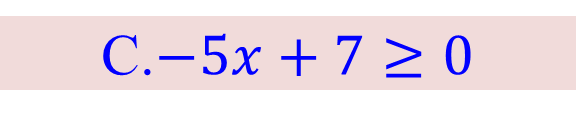 C.−5x + 7 ≥ 0